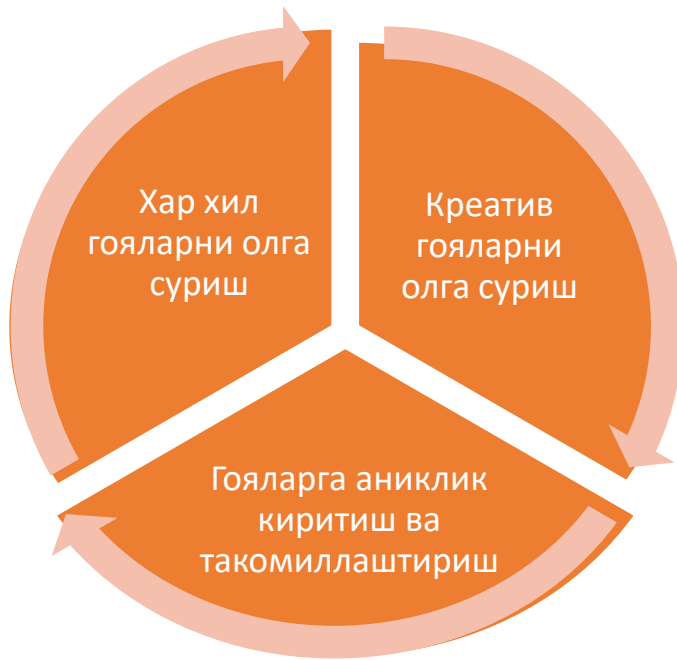 Хар хил
гояларни олга
суриш
Креатив
гояларни
олга суриш
Гояларга аниклик
киритиш ва
такомиллаштириш